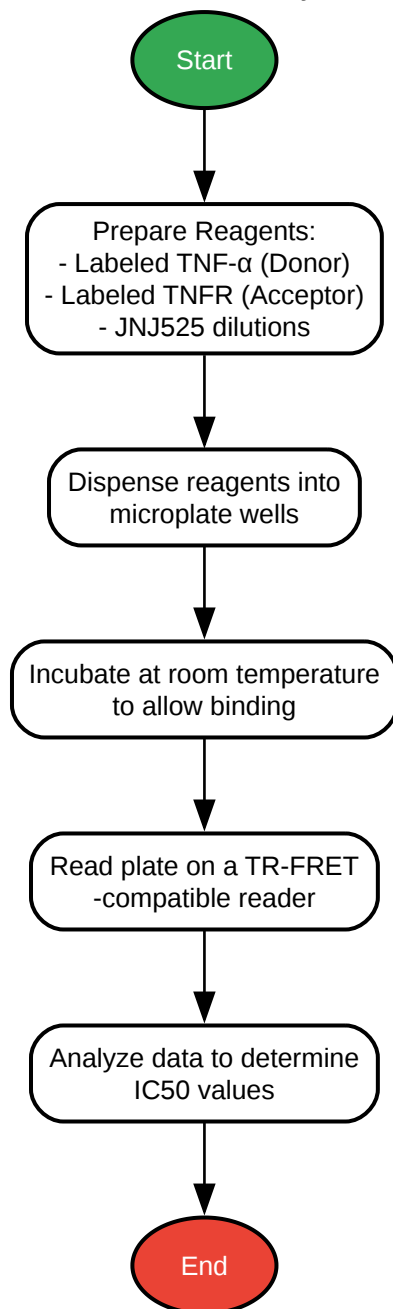 Start
Prepare Reagents:
- Labeled TNF-α (Donor)
- Labeled TNFR (Acceptor)
- JNJ525 dilutions
Dispense reagents into
microplate wells
Incubate at room temperature
to allow binding
Read plate on a TR-FRET
-compatible reader
Analyze data to determine
IC50 values
End